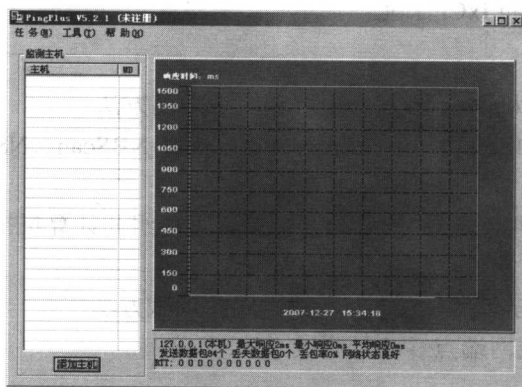 PingPlus V5.2.1 (未注册)
任务(M) 工具(T) 帮助(H)
监测主机
主机 MD
响应时间: ms
1500
1350
1200
1050
900
750
600
450
300
150
0
2007-12-27 15:34:18
127.0.0.1(本机) 最大响应2ms 最小响应0ms 平均响应0ms
发送数据包84个 丢失数据包0个 丢包率0% 网络状态良好
RTT: 0 0 0 0 0 0 0 0 0 0
添加主机